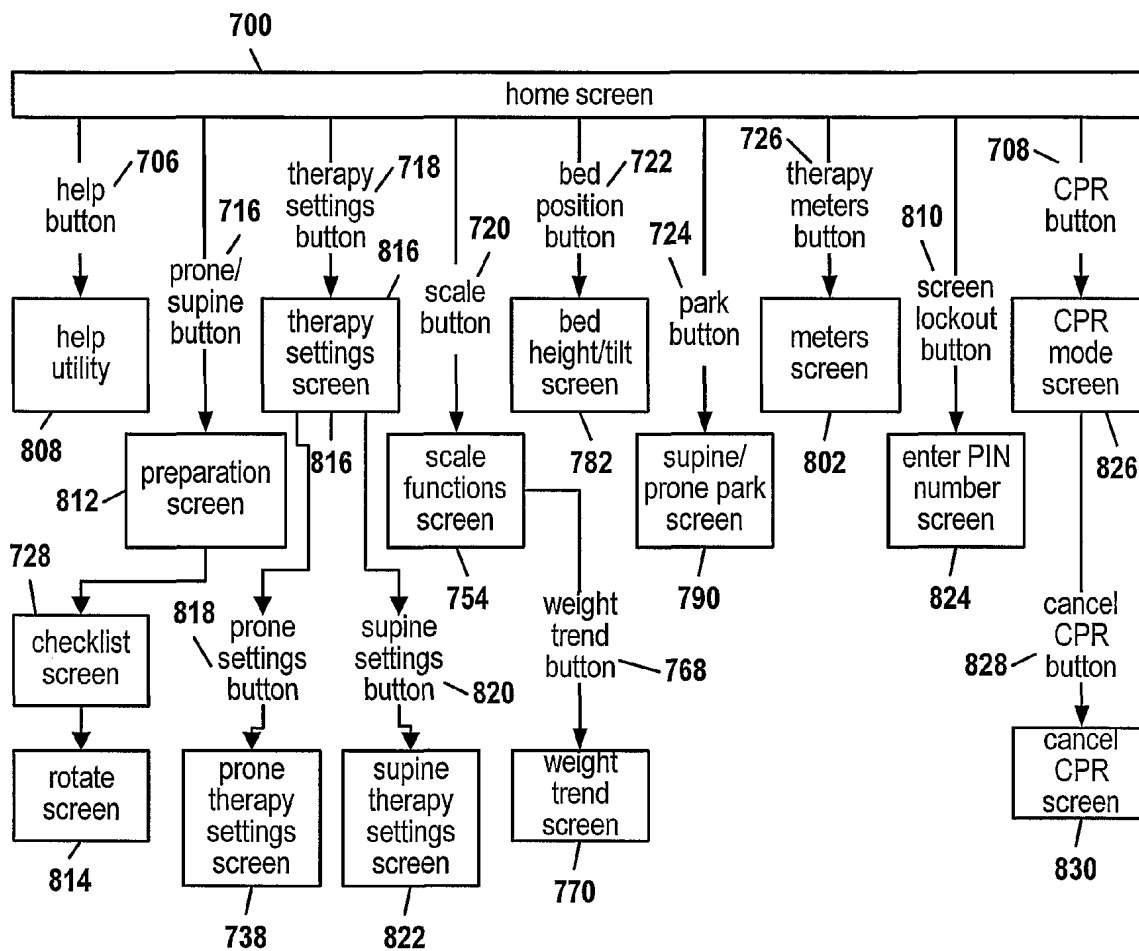 700
home screen
706
help
button
716
prone/
supine
button
718
therapy
settings
button
816
720
scale
button
722
bed
position
button
724
park
button
726
therapy
meters
button
810
screen
lockout
button
708
CPR
button
help
utility
808
therapy
settings
screen
816
bed
height/tilt
screen
782
meters
screen
802
CPR
mode
screen
826
812
preparation
screen
scale
functions
screen
754
supine/
prone park
screen
790
enter PIN
number
screen
824
728
checklist
screen
818
prone
settings
button
supine
settings
button
820
weight
trend
button
768
cancel
CPR
button
828
rotate
screen
814
prone
therapy
settings
screen
738
supine
therapy
settings
screen
822
weight
trend
screen
770
cancel
CPR
screen
830